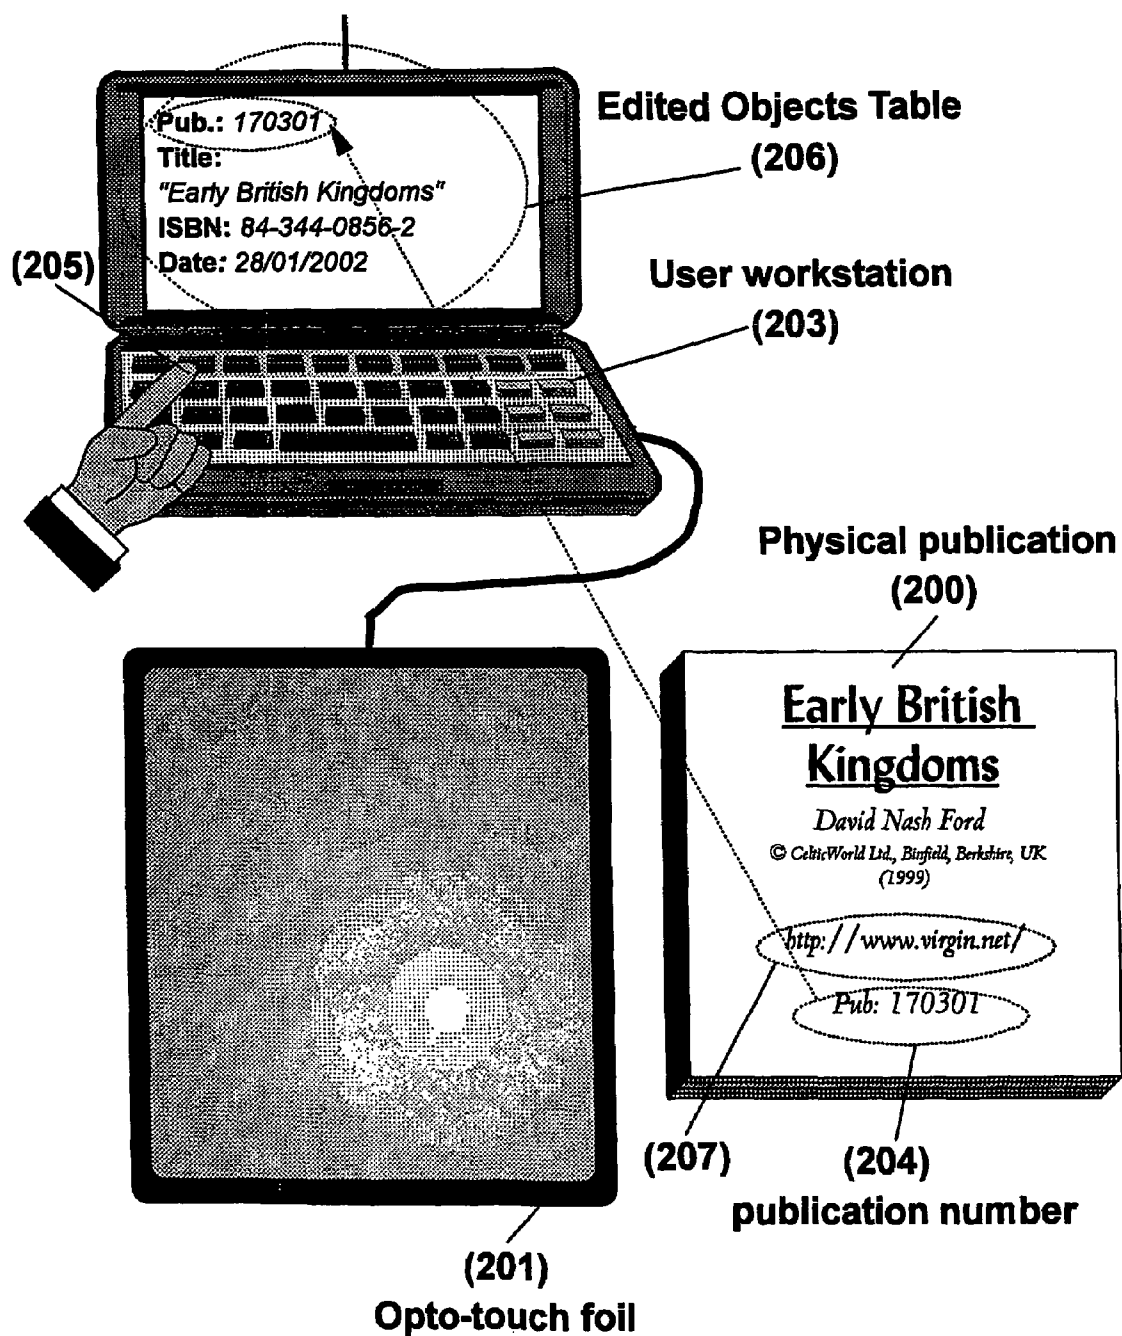 Pub.: 170301
Title:
"Early British Kingdoms"
ISBN: 84-344-0856-2
Date: 28/01/2002
Edited Objects Table
(206)
(205)
User workstation
(203)
Physical publication
(200)
Early British
Kingdoms
David Nash Ford
© CelticWorld Ltd., Binfield, Berkshire, UK
(1999)
http://www.virgin.net/
Pub: 170301
(207)
(204)
publication number
(201)
Opto-touch foil